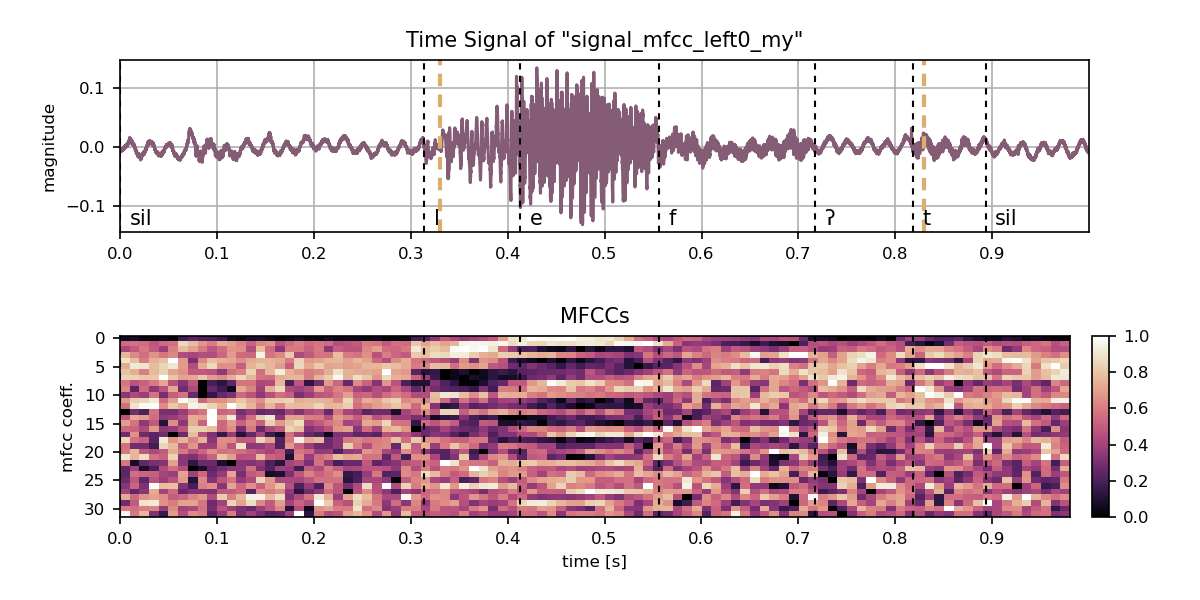 Time Signal of "signal_mfcc_left0_my"
magnitude
0.1
0.0
−0.1
sil l e f ʔ t sil
0.0 0.1 0.2 0.3 0.4 0.5 0.6 0.7 0.8 0.9
MFCCs
mfcc coeff.
0
5
10
15
20
25
30
1.0
0.8
0.6
0.4
0.2
0.0
0.0 0.1 0.2 0.3 0.4 0.5 0.6 0.7 0.8 0.9
time [s]